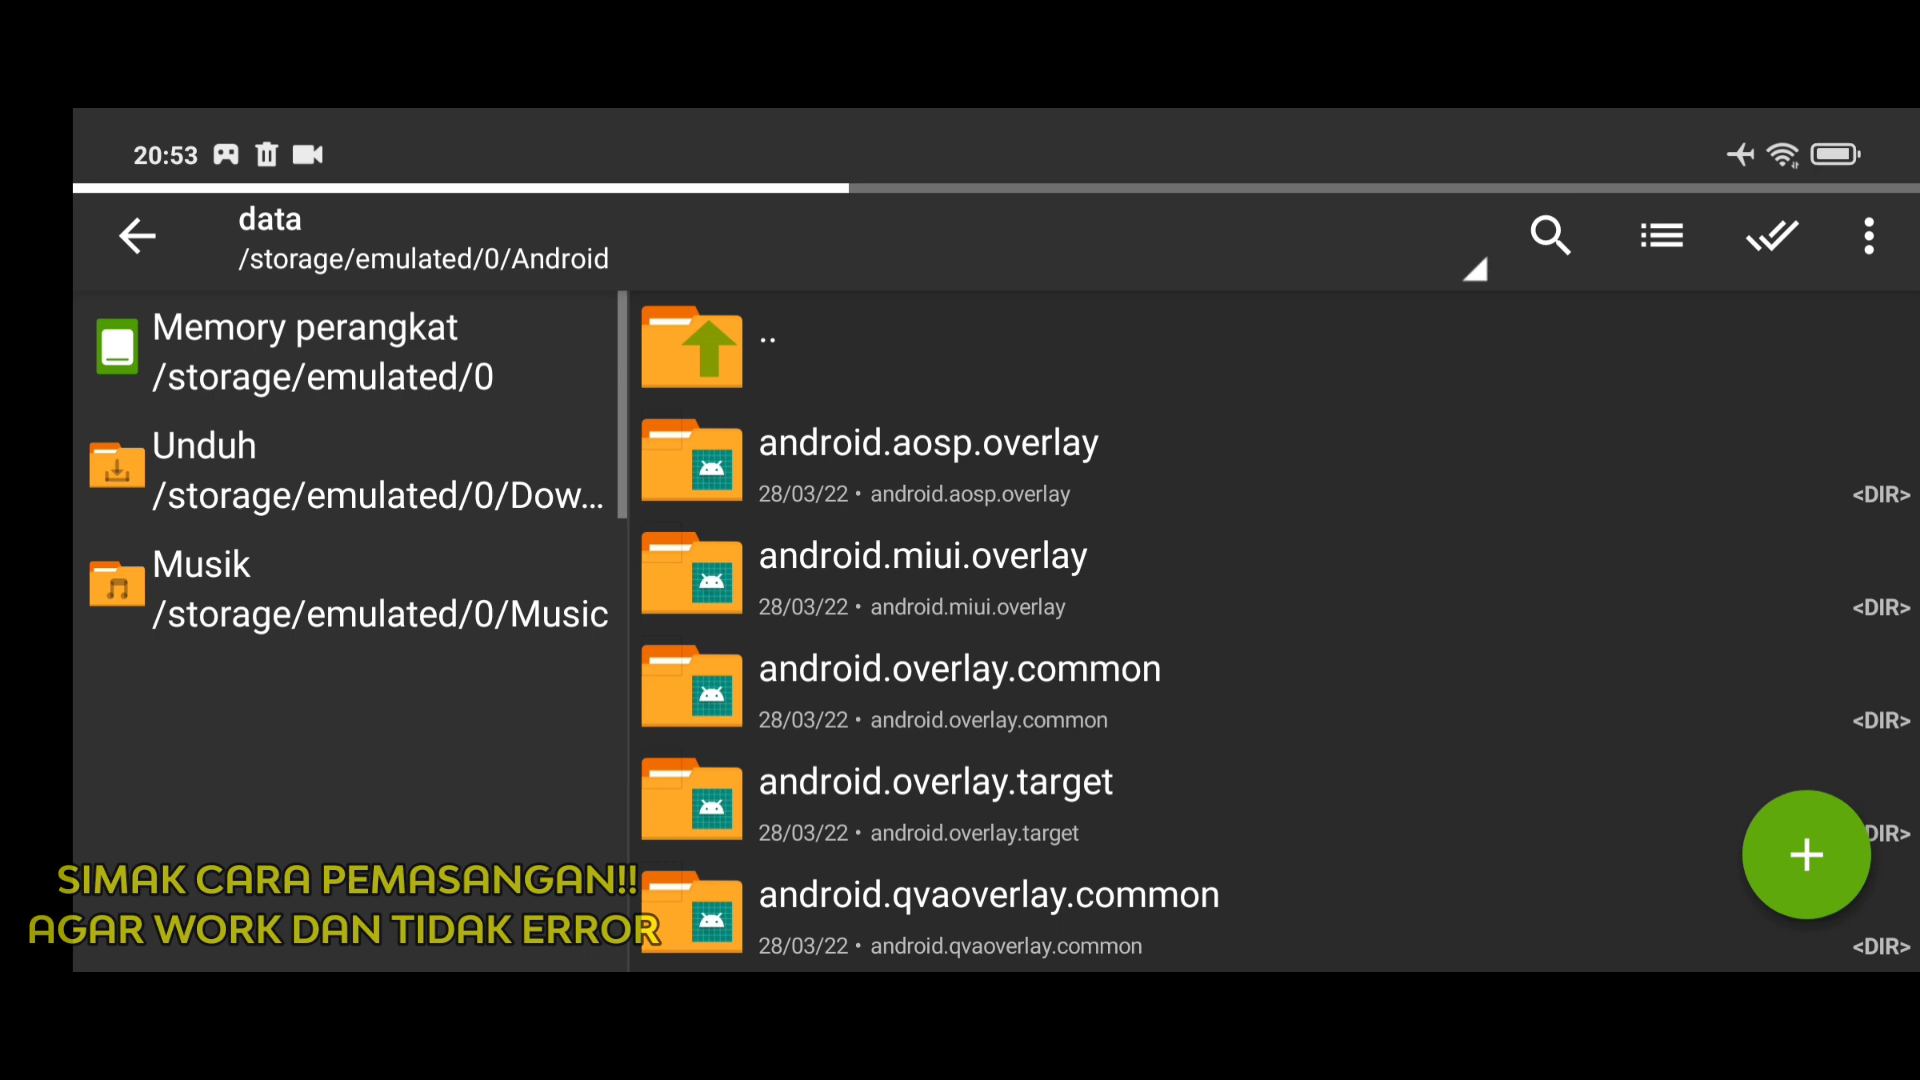 20:53
data
/storage/emulated/0/Android
Memory perangkat
/storage/emulated/0
Unduh
/storage/emulated/0/Dow...
Musik
/storage/emulated/0/Music
..
android.aosp.overlay
28/03/22 • android.aosp.overlay
<DIR>
android.miui.overlay
28/03/22 • android.miui.overlay
<DIR>
android.overlay.common
28/03/22 • android.overlay.common
<DIR>
android.overlay.target
28/03/22 • android.overlay.target
DIR>
android.qvaoverlay.common
28/03/22 • android.qvaoverlay.common
<DIR>
SIMAK CARA PEMASANGAN!!
AGAR WORK DAN TIDAK ERROR